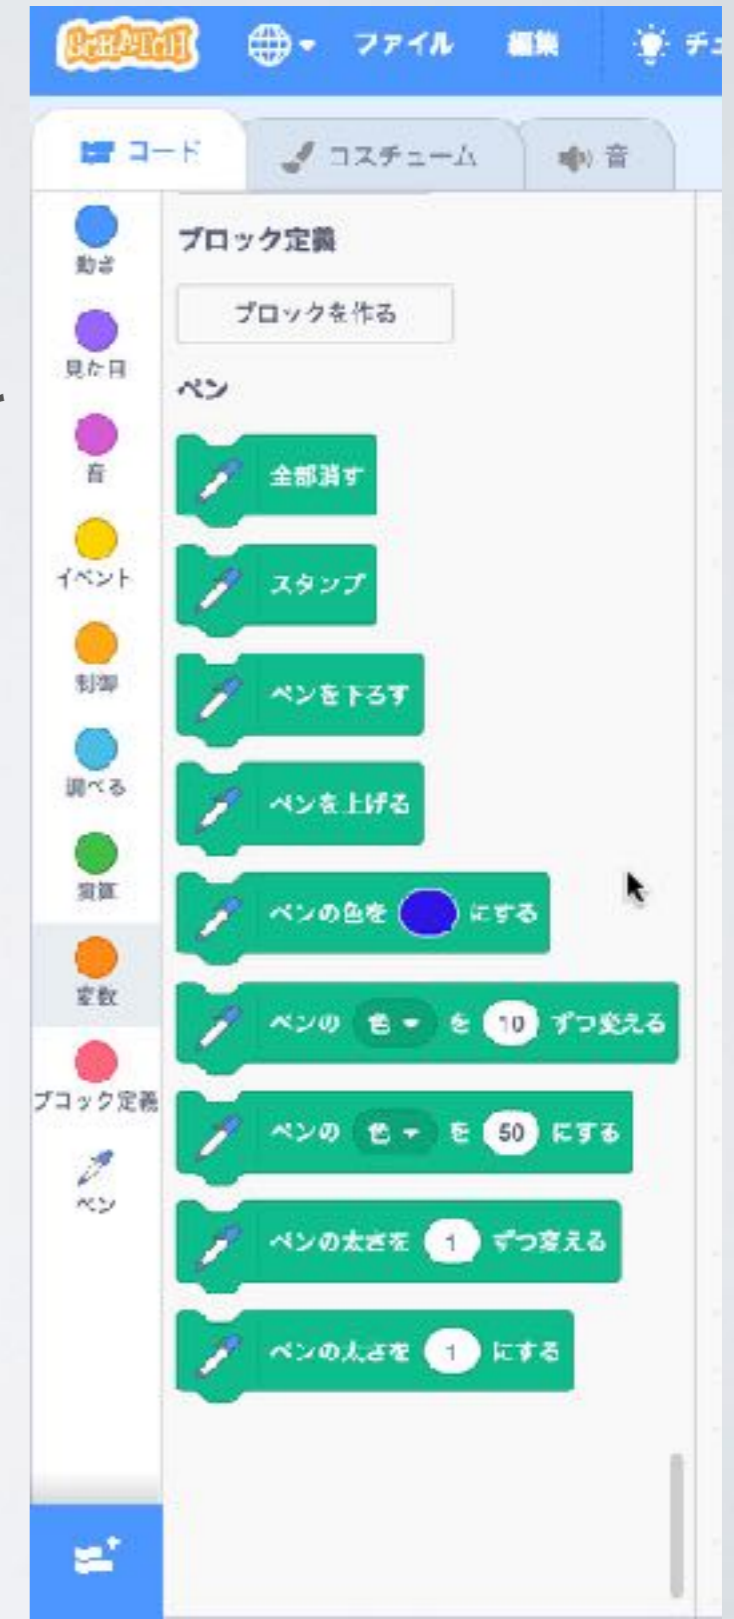 SCRATCH ファイル 編集 チュ
コード コスチューム 音
動き
見た目
音
イベント
制御
調べる
演算
変数
ブロック定義
ペン
ブロック定義
ブロックを作る
ペン
全部消す
スタンプ
ペンを下ろす
ペンを上げる
ペンの色を にする
ペンの 色 を 10 ずつ変える
ペンの 色 を 50 にする
ペンの太さを 1 ずつ変える
ペンの太さを 1 にする